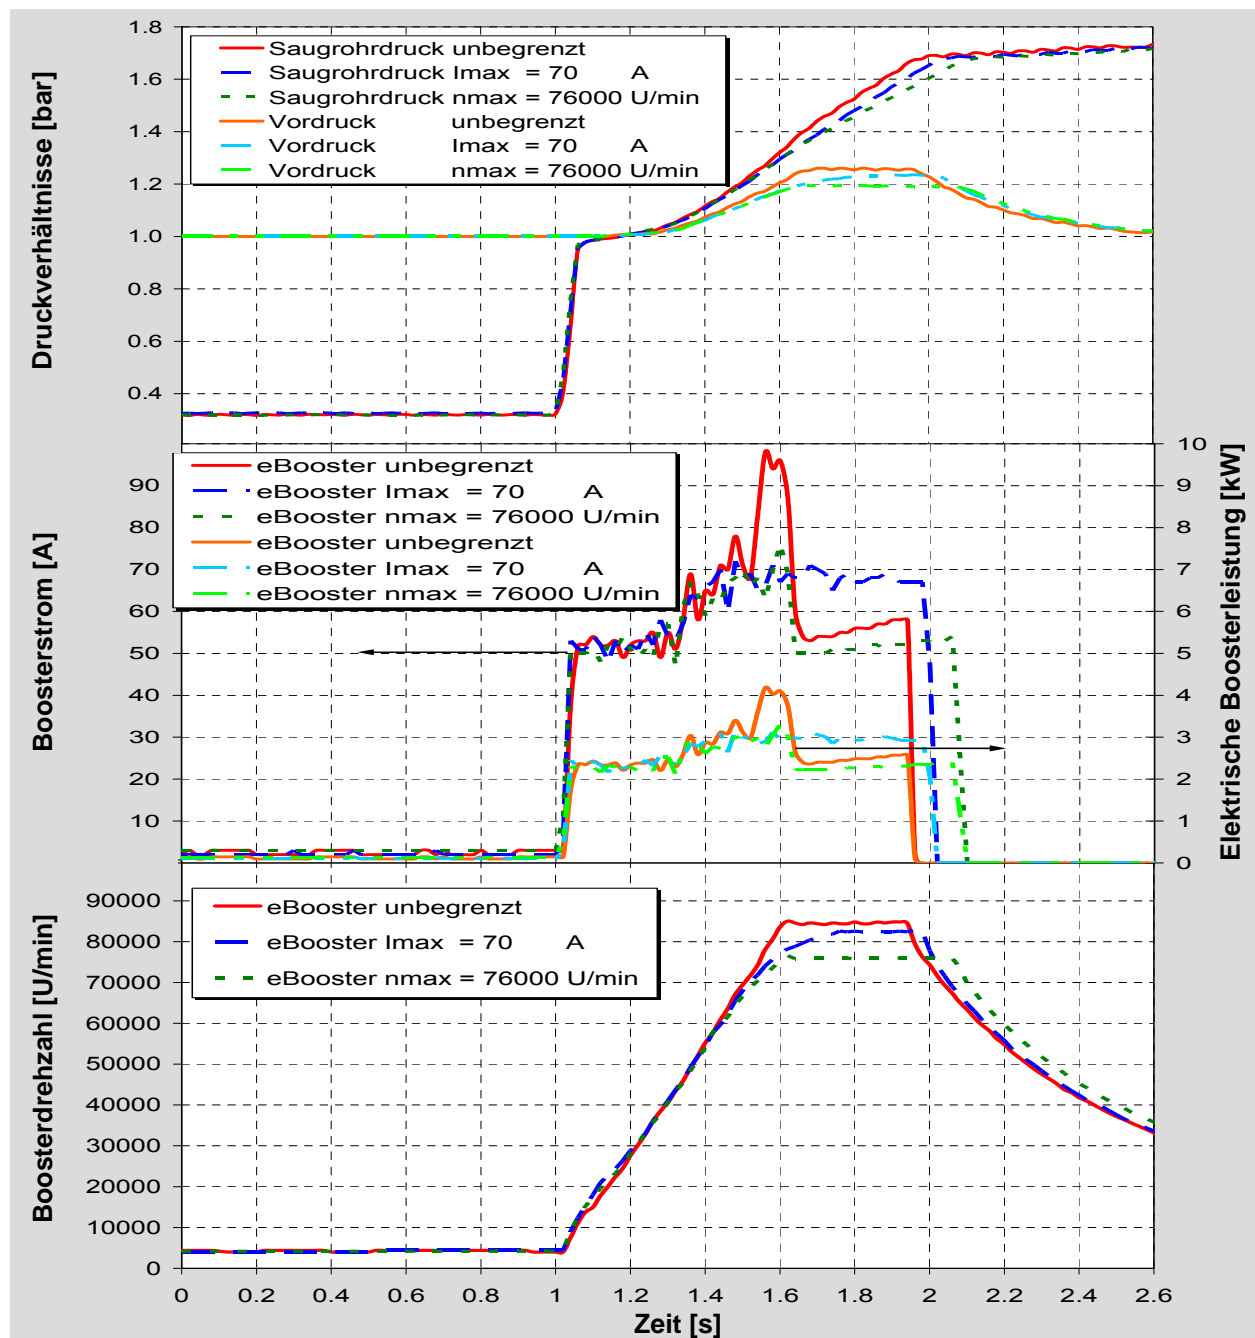 Druckverhältnisse [bar]
1.8
1.6
1.4
1.2
1.0
0.8
0.6
0.4
Saugrohrdruck unbegrenzt
Saugrohrdruck Imax = 70 A
Saugrohrdruck nmax = 76000 U/min
Vordruck unbegrenzt
Vordruck Imax = 70 A
Vordruck nmax = 76000 U/min
Boosterstrom [A]
90
80
70
60
50
40
30
20
10
eBooster unbegrenzt
eBooster Imax = 70 A
eBooster nmax = 76000 U/min
eBooster unbegrenzt
eBooster Imax = 70 A
eBooster nmax = 76000 U/min
10
9
8
7
6
5
4
3
2
1
0
Elektrische Boosterleistung [kW]
Boosterdrehzahl [U/min]
90000
80000
70000
60000
50000
40000
30000
20000
10000
0
eBooster unbegrenzt
eBooster Imax = 70 A
eBooster nmax = 76000 U/min
0 0.2 0.4 0.6 0.8 1 1.2 1.4 1.6 1.8 2 2.2 2.4 2.6
Zeit [s]